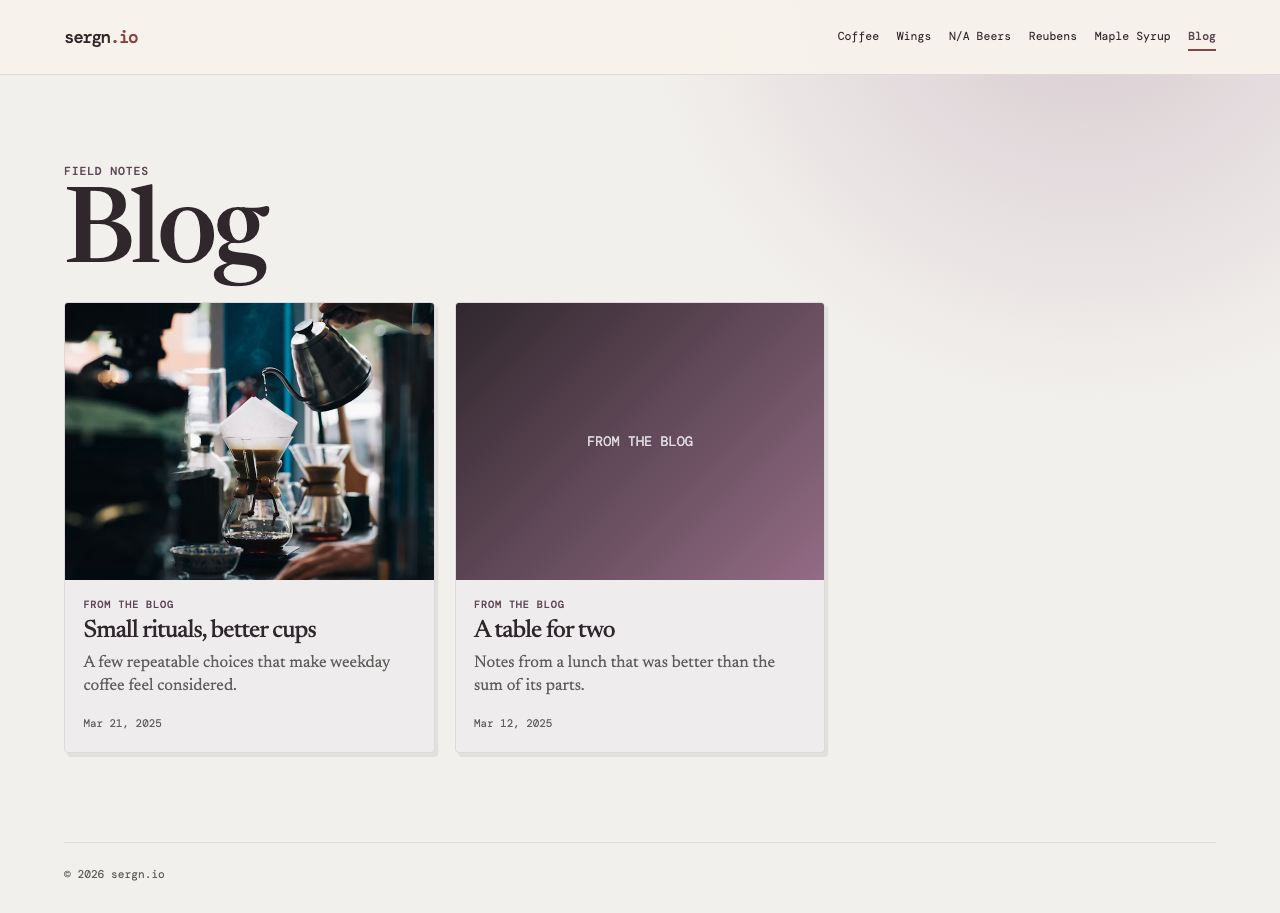 sergn.io
Coffee Wings N/A Beers Reubens Maple Syrup Blog
FIELD NOTES
Blog
FROM THE BLOG
FROM THE BLOG
Small rituals, better cups
A few repeatable choices that make weekday
coffee feel considered.
Mar 21, 2025
FROM THE BLOG
A table for two
Notes from a lunch that was better than the
sum of its parts.
Mar 12, 2025
© 2026 sergn.io